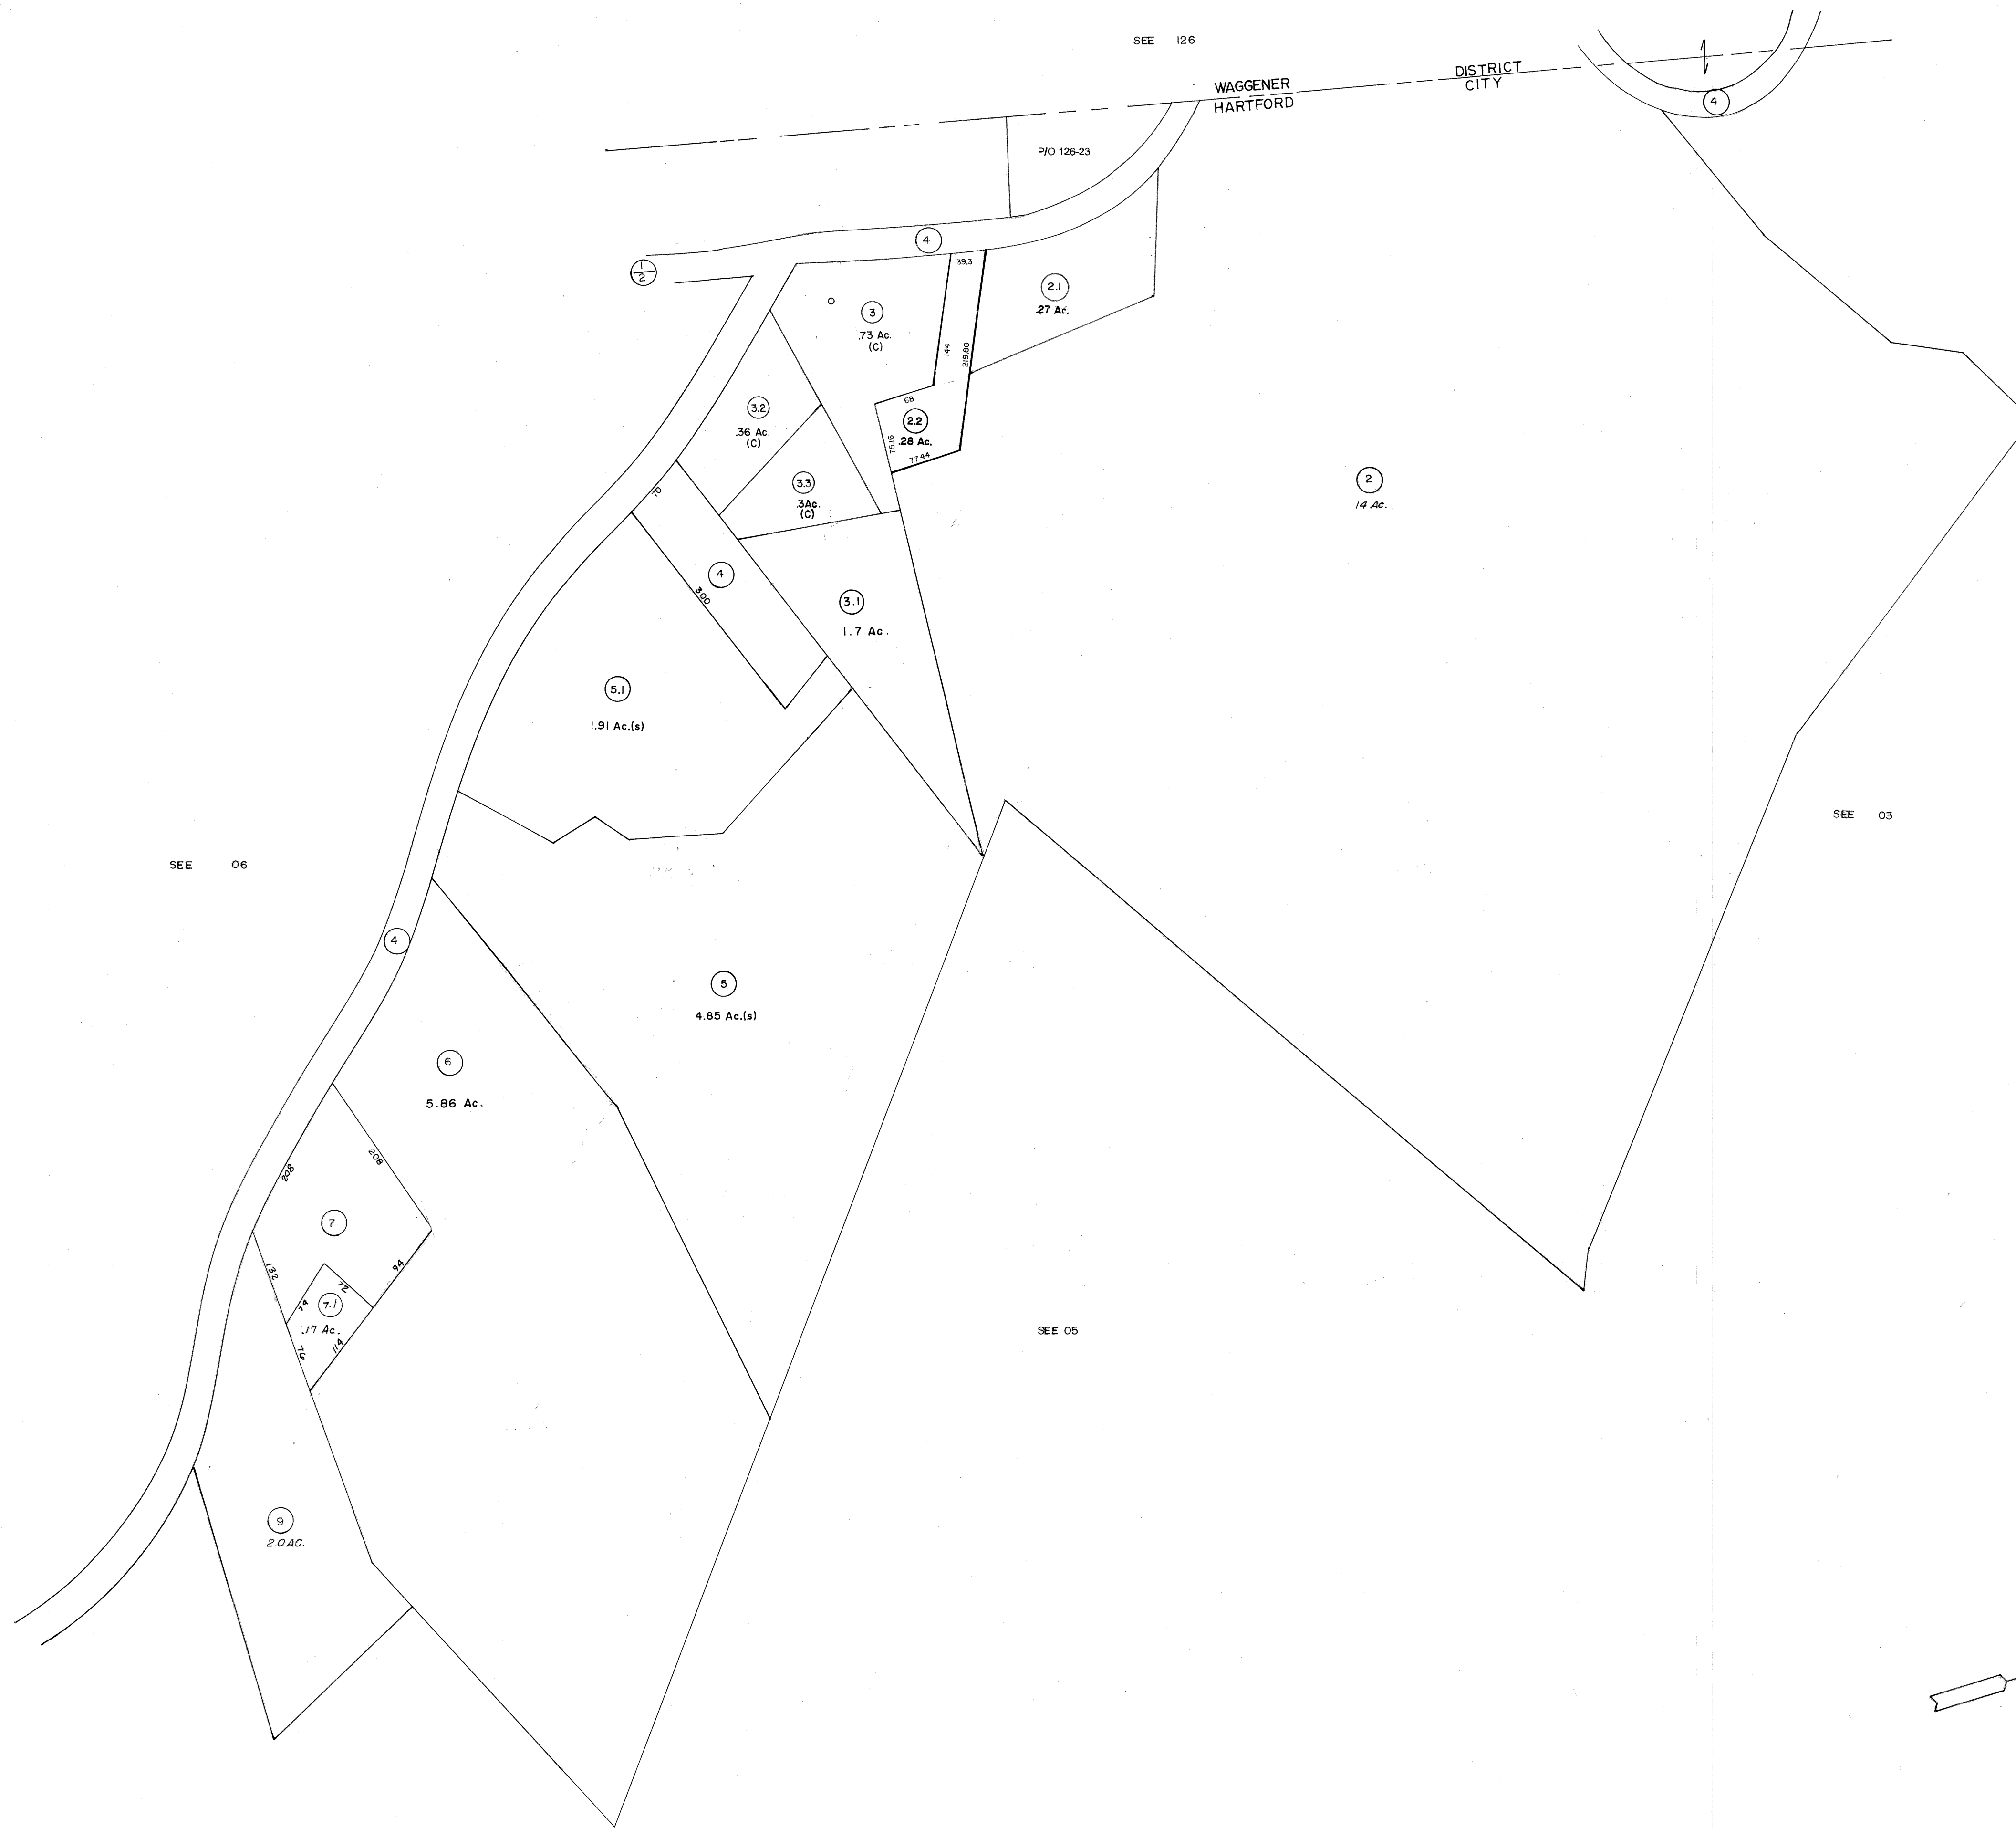 SEE 126
WAGGENER DISTRICT
HARTFORD CITY
4
P/O 126-23
4
1
2
39.3
2.1
.27 Ac.
3
.73 Ac.
(C)
144
219.80
68
3.2
.36 Ac.
(C)
2.2
.28 Ac.
75.16
77.44
3.3
.3Ac.
(C)
2
14 Ac.
70
4
300
3.1
1.7 Ac.
5.1
1.91 Ac.(s)
SEE 03
SEE 06
4
5
4.85 Ac.(s)
6
5.86 Ac.
208
208
7
132
94
72
74
7.1
.17 Ac.
76
114
SEE 05
9
2.0 AC.